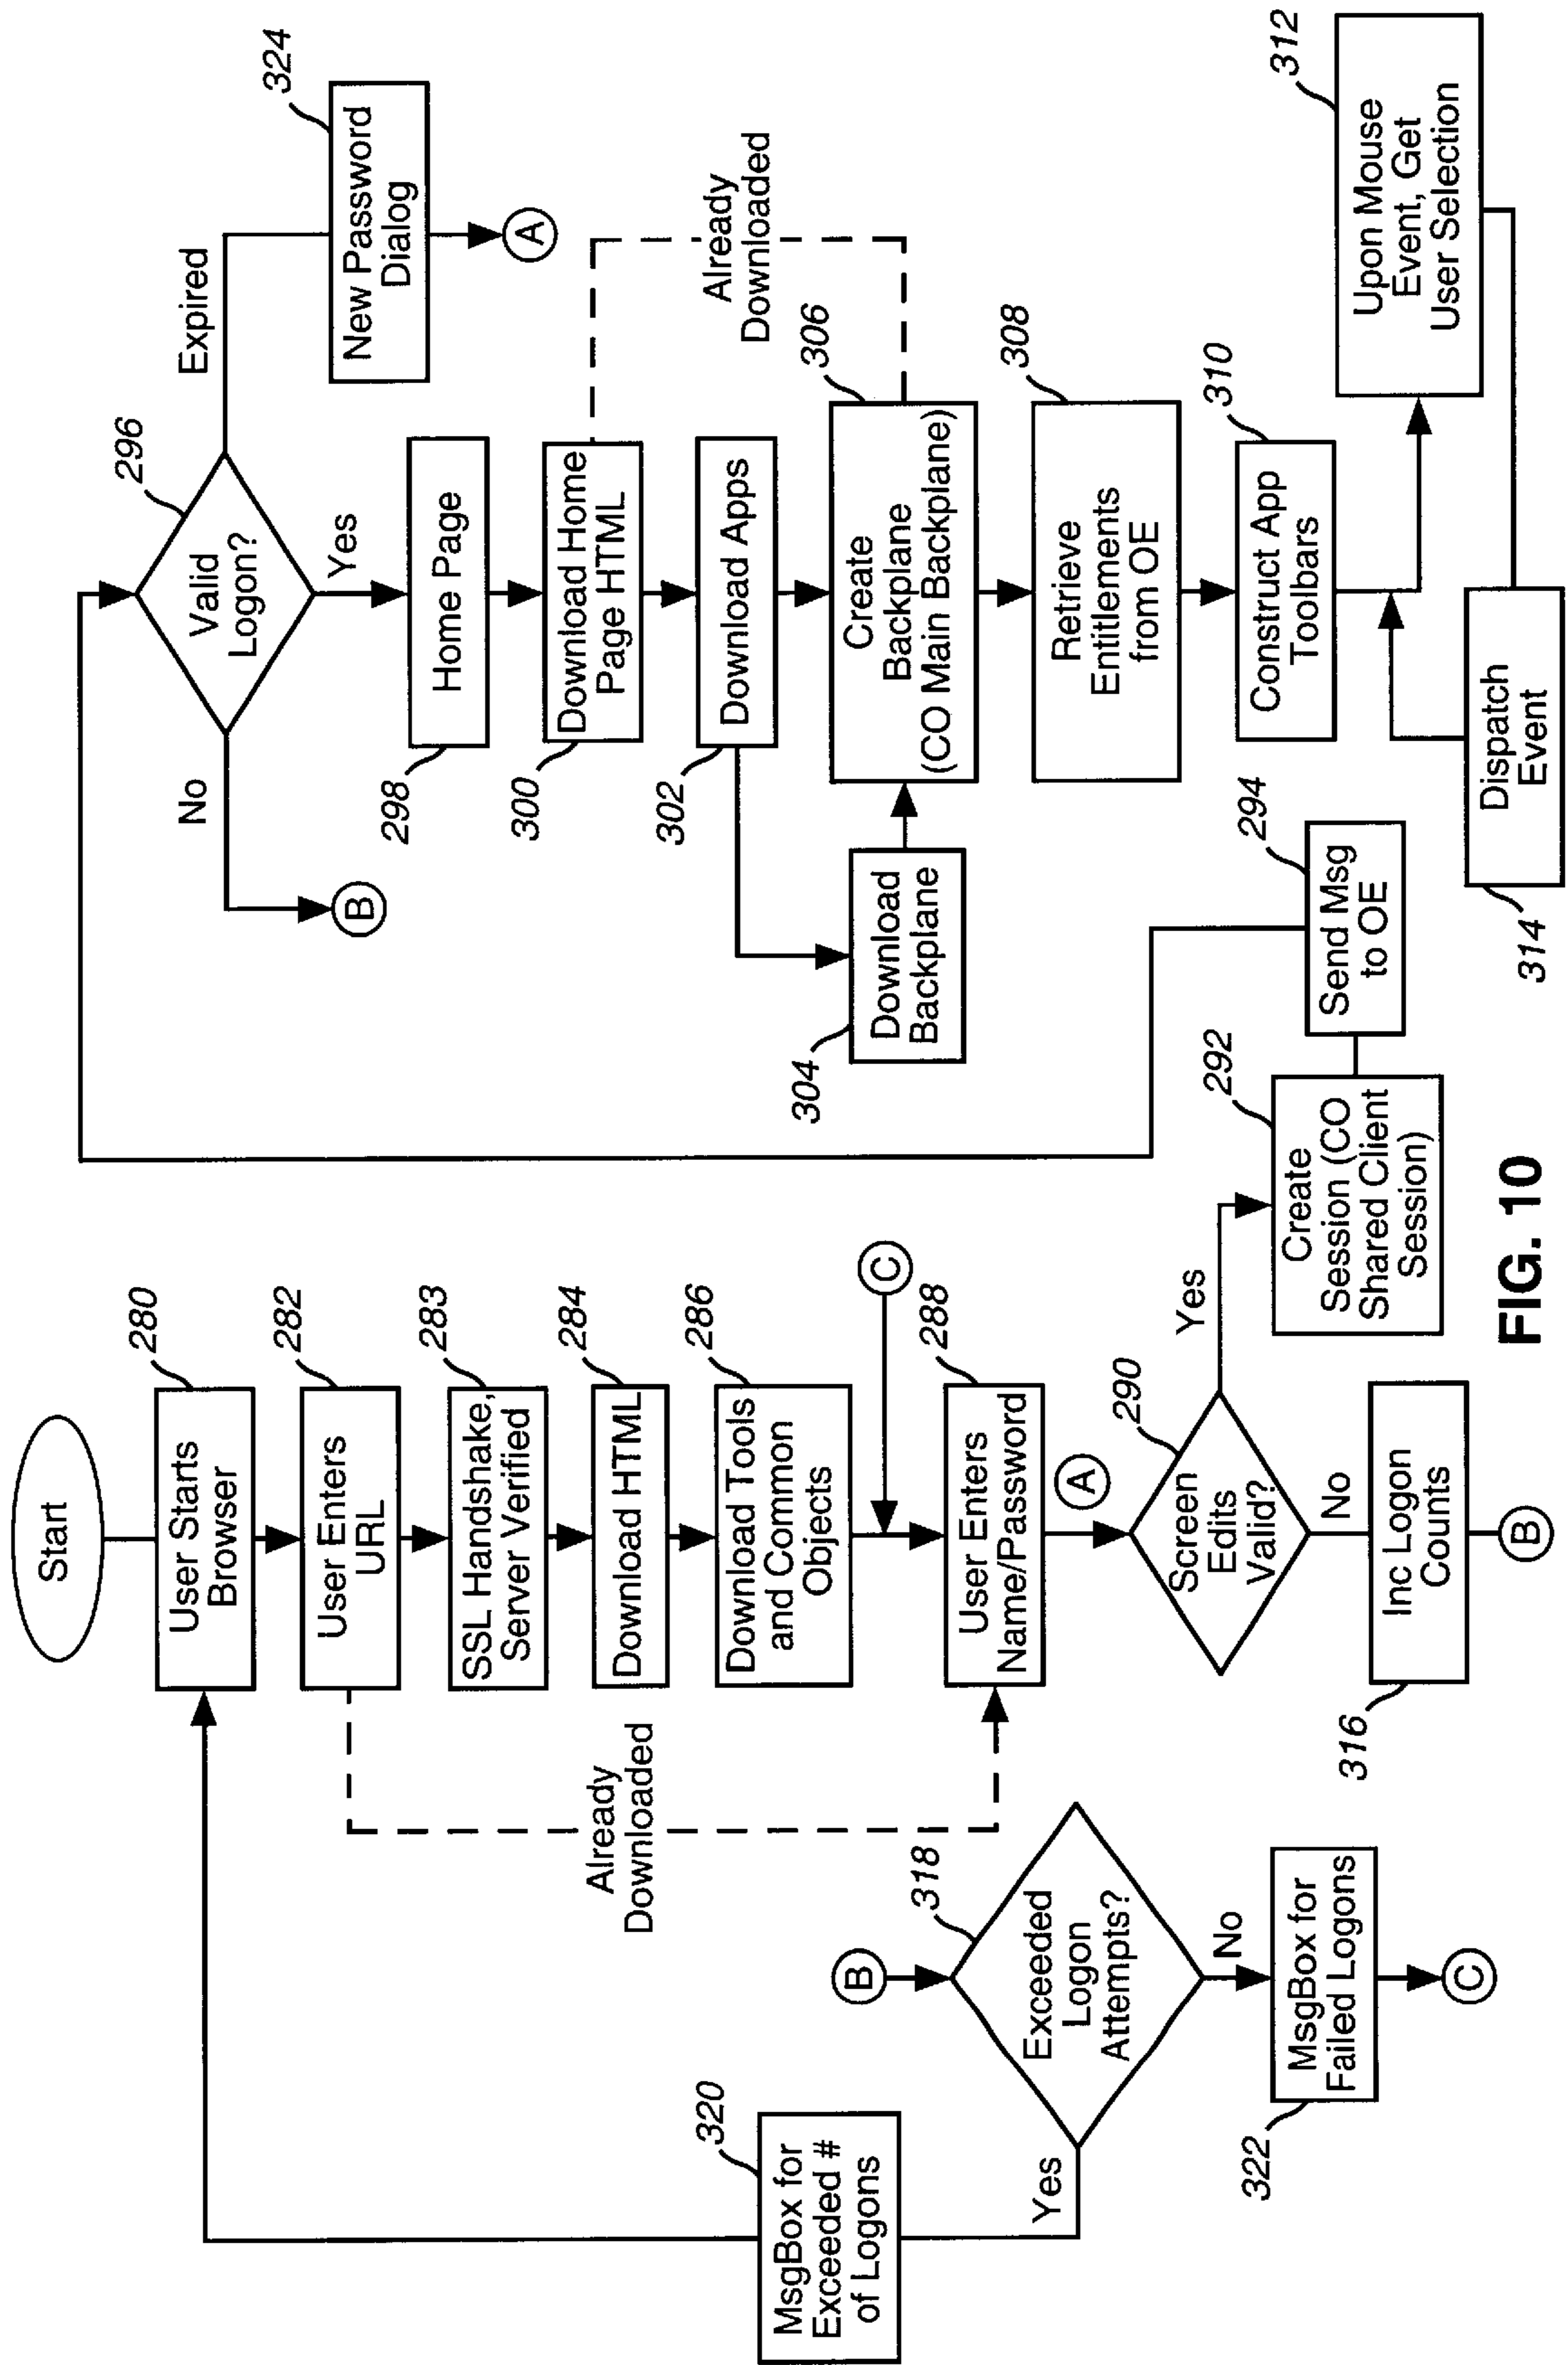 Start
280
User Starts
Browser
282
User Enters
URL
283
SSL Handshake,
Server Verified
284
Download HTML
286
Download Tools
and Common
Objects
C
288
User Enters
Name/Password
Already
Downloaded
A
290
Screen
Edits
Valid?
Yes
No
292
Create
Session (CO
Shared Client
Session)
294
Send Msg
to OE
316
Inc Logon
Counts
B
B
318
Exceeded
Logon
Attempts?
Yes
No
320
MsgBox for
Exceeded #
of Logons
322
MsgBox for
Failed Logons
C
296
Valid
Logon?
No
B
Expired
324
New Password
Dialog
A
Yes
298
Home Page
300
Download Home
Page HTML
Already
Downloaded
302
Download Apps
304
Download
Backplane
306
Create
Backplane
(CO Main Backplane)
308
Retrieve
Entitlements
from OE
310
Construct App
Toolbars
312
Upon Mouse
Event, Get
User Selection
314
Dispatch
Event
FIG. 10